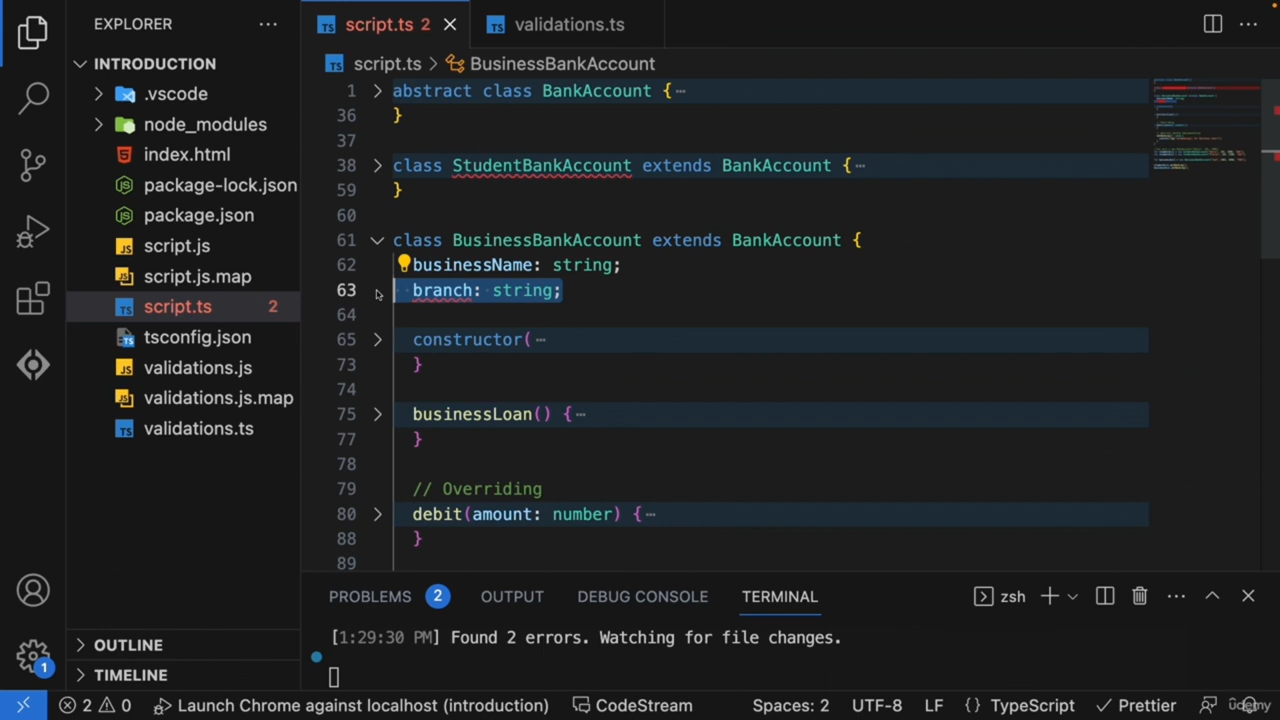 EXPLORER
script.ts 2
validations.ts
INTRODUCTION
script.ts > BusinessBankAccount
.vscode
node_modules
index.html
package-lock.json
package.json
script.js
script.js.map
script.ts 2
tsconfig.json
validations.js
validations.js.map
validations.ts
OUTLINE
TIMELINE
1 abstract class BankAccount {
36 }
37
38 class StudentBankAccount extends BankAccount {
59 }
60
61 class BusinessBankAccount extends BankAccount {
62 businessName: string;
63 branch: string;
64
65 constructor(
73 }
74
75 businessLoan() {
77 }
78
79 // Overriding
80 debit(amount: number) {
88 }
89
PROBLEMS 2 OUTPUT DEBUG CONSOLE TERMINAL zsh
[1:29:30 PM] Found 2 errors. Watching for file changes.
1
2 0 Launch Chrome against localhost (introduction) CodeStream Spaces: 2 UTF-8 LF {} TypeScript Prettier
ûdemy